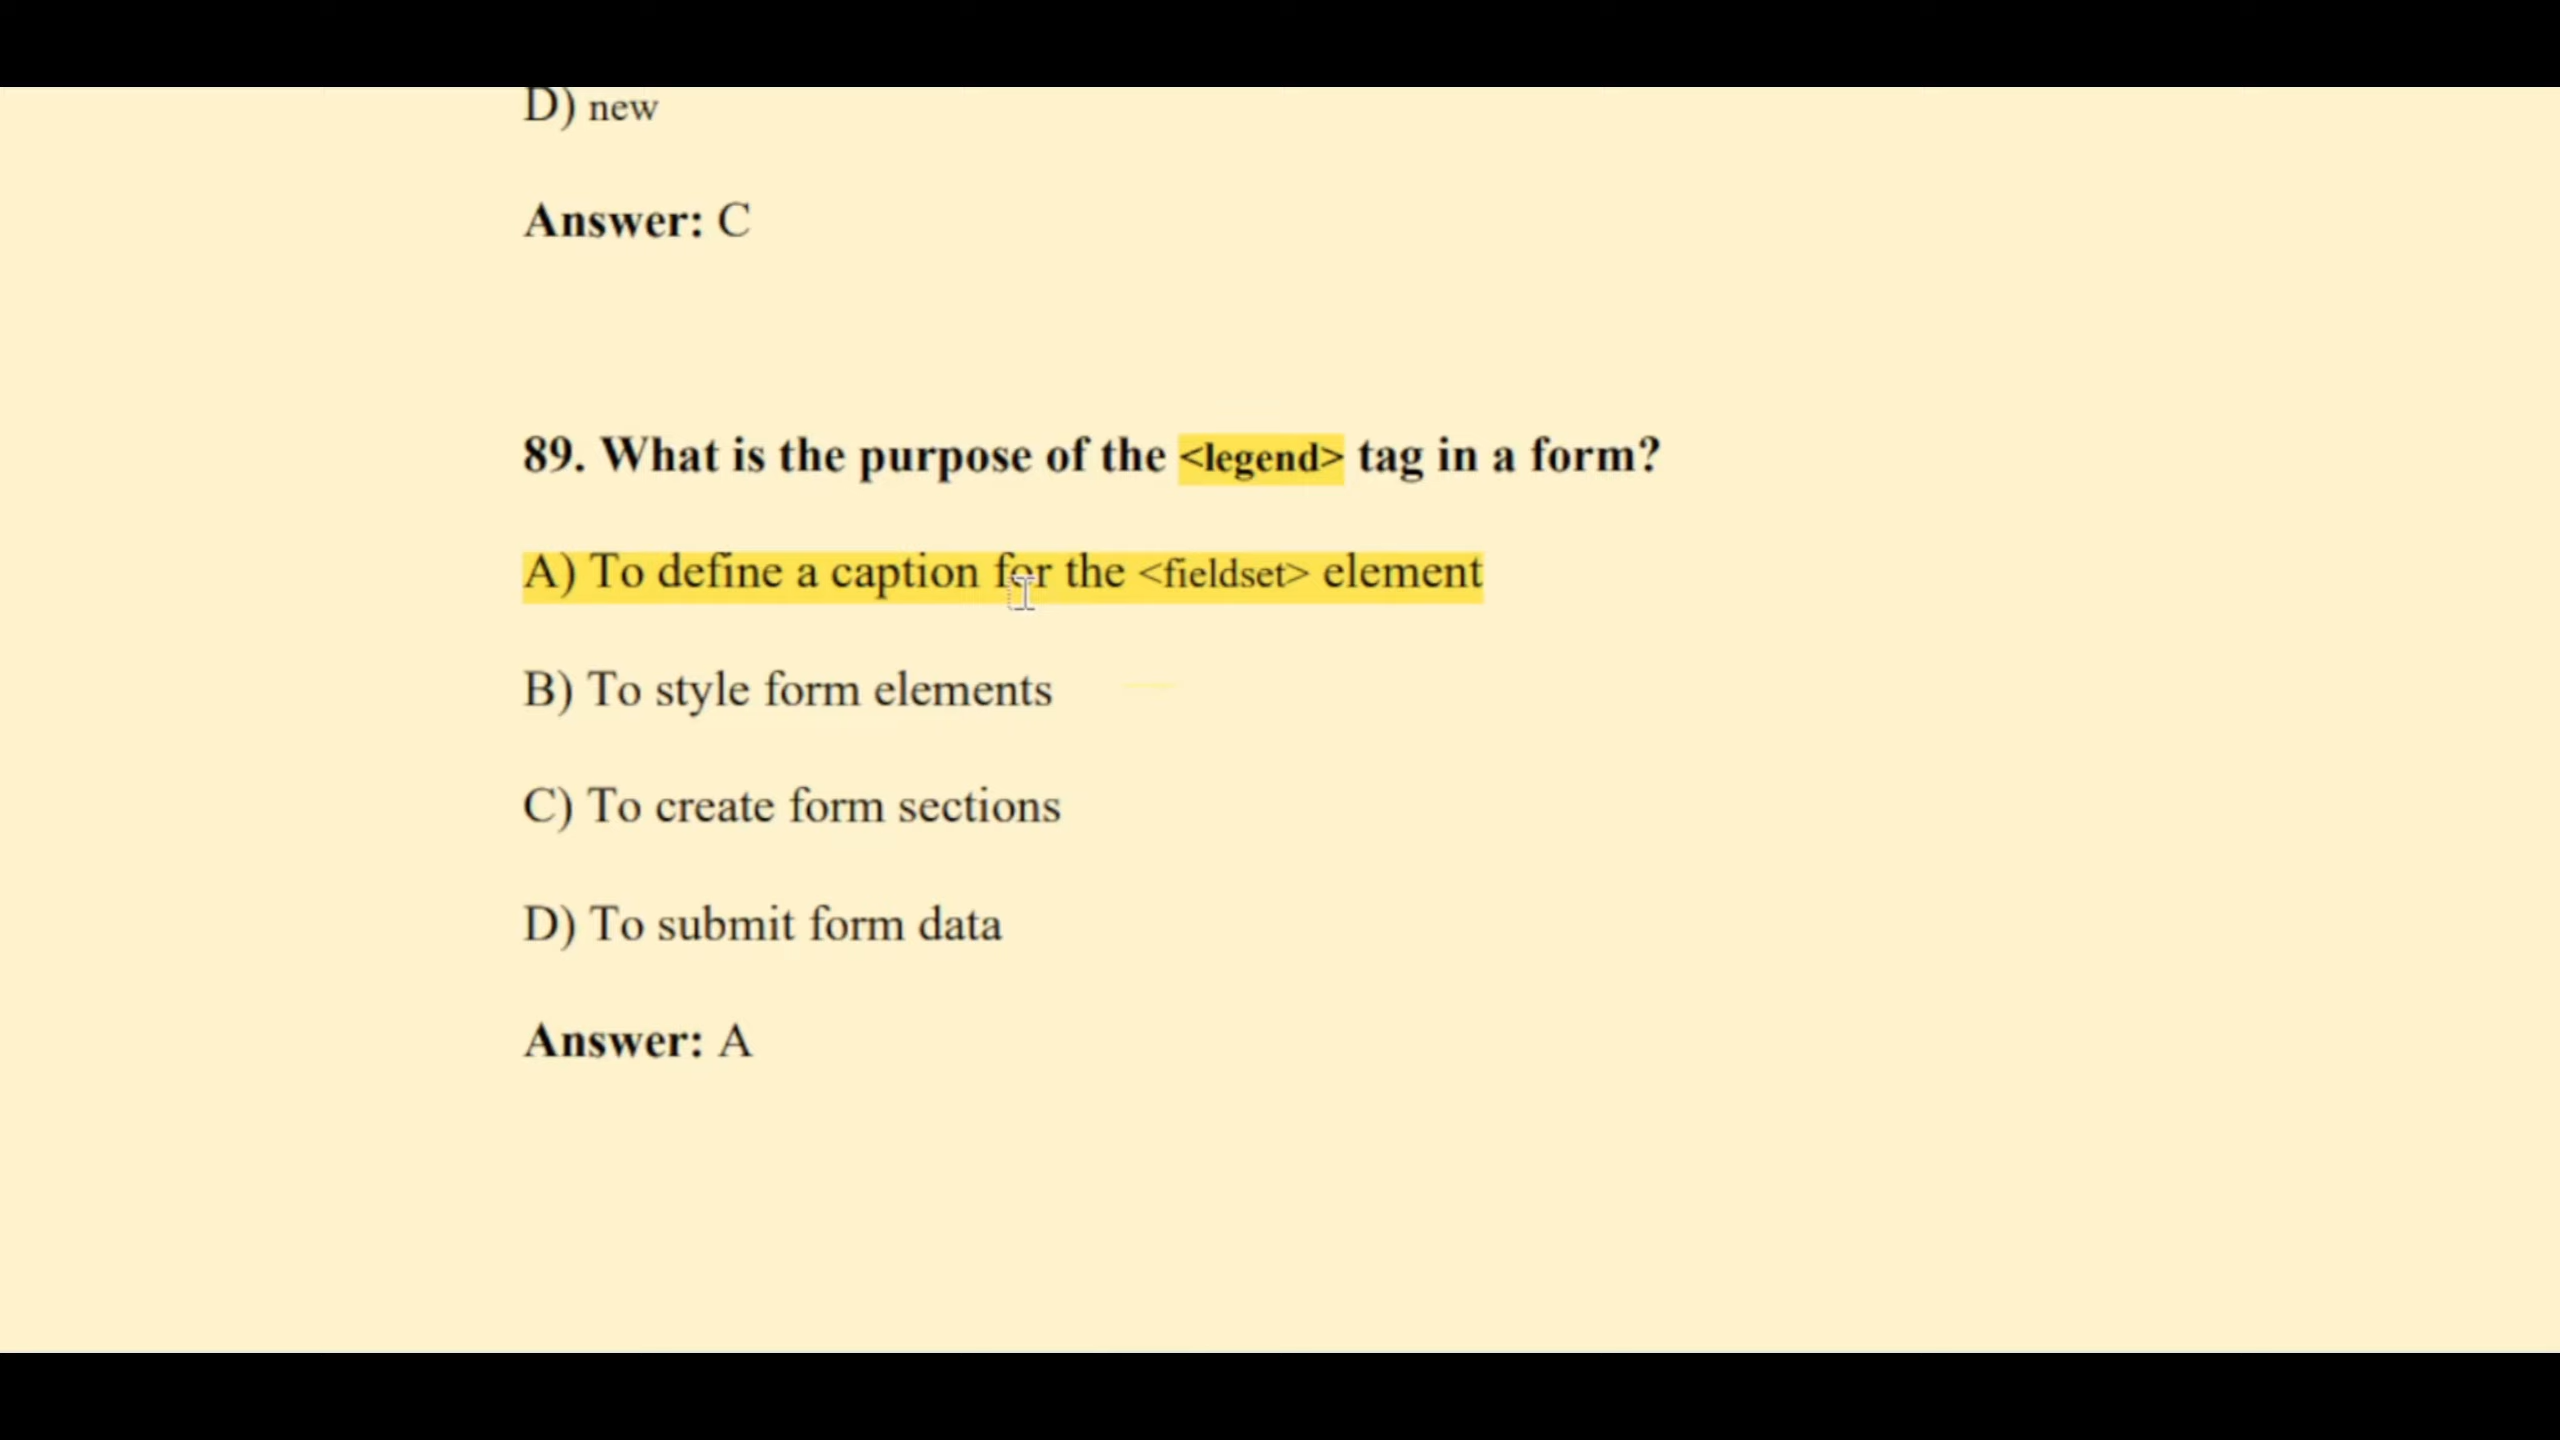 D) new
Answer: C
89. What is the purpose of the <legend> tag in a form?
A) To define a caption for the <fieldset> element
B) To style form elements
C) To create form sections
D) To submit form data
Answer: A